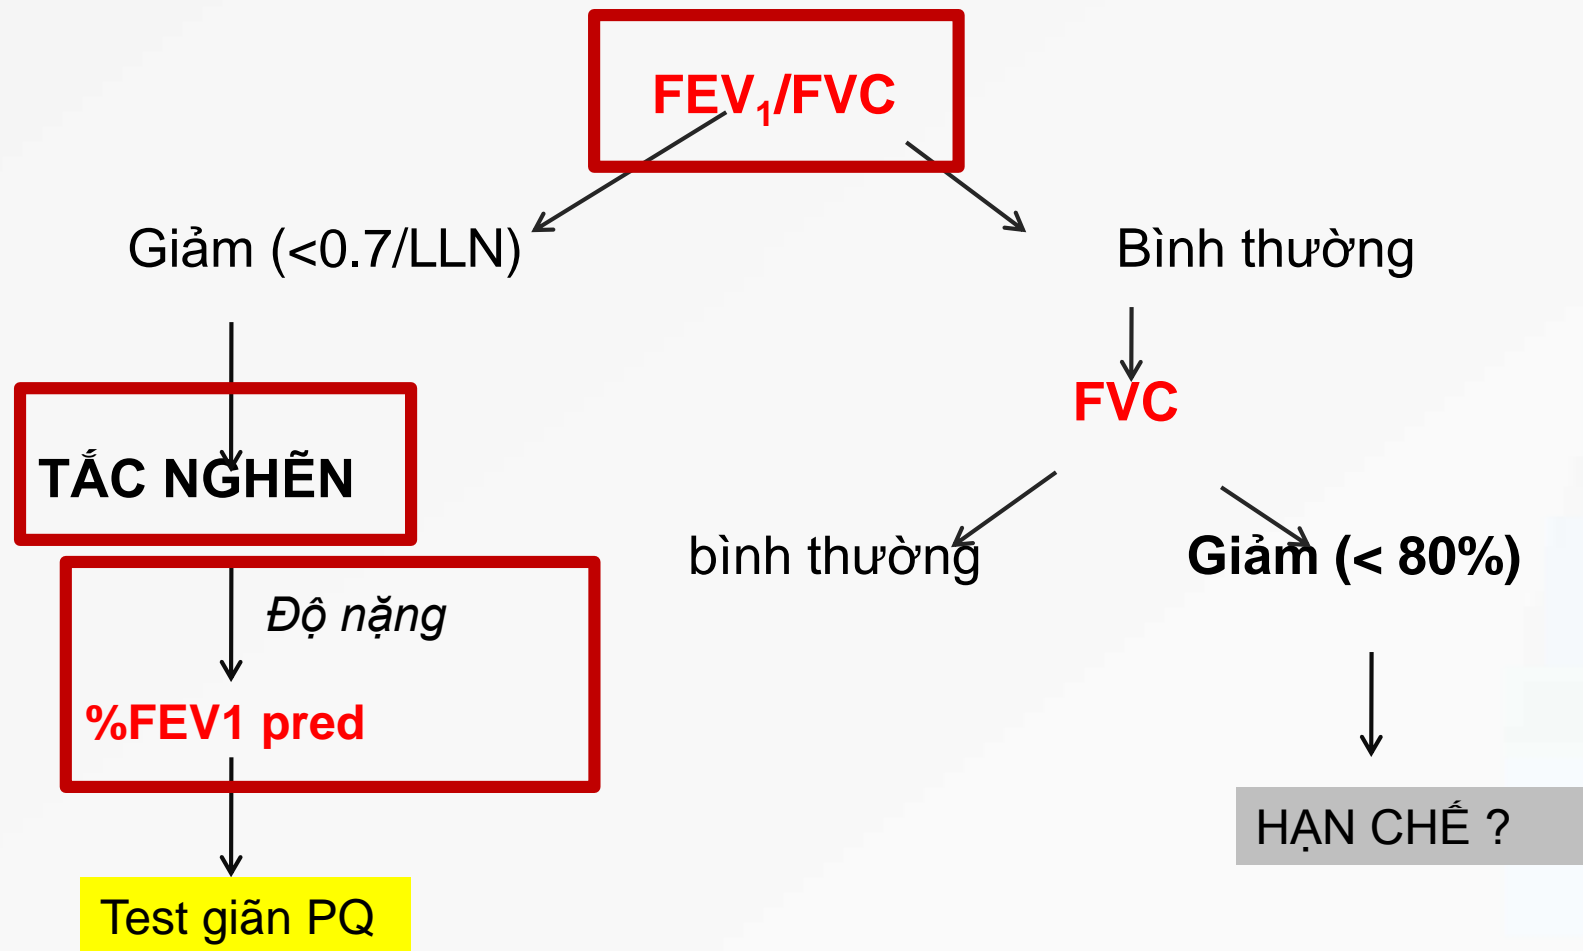 FEV₁/FVC
Giảm (<0.7/LLN)
Bình thường
FVC
TẮC NGHẼN
bình thường
Giảm (< 80%)
Độ nặng
%FEV1 pred
HẠN CHẾ ?
Test giãn PQ